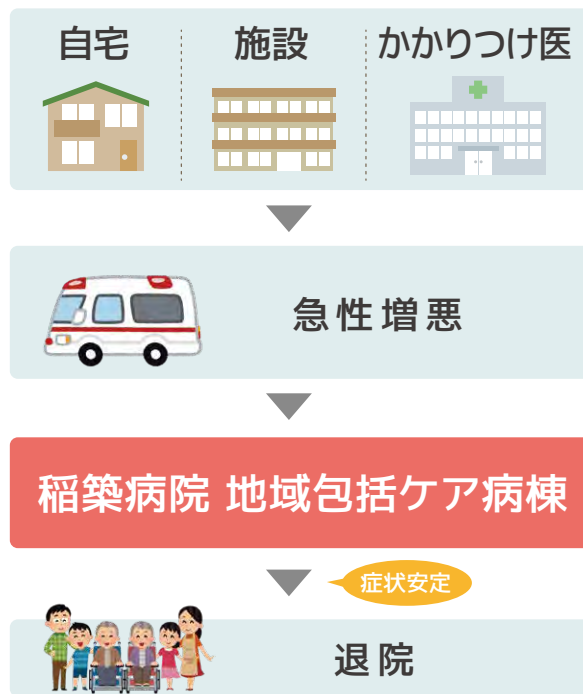 自宅 施設 かかりつけ医
急性増悪
稲築病院 地域包括ケア病棟
症状安定
退院